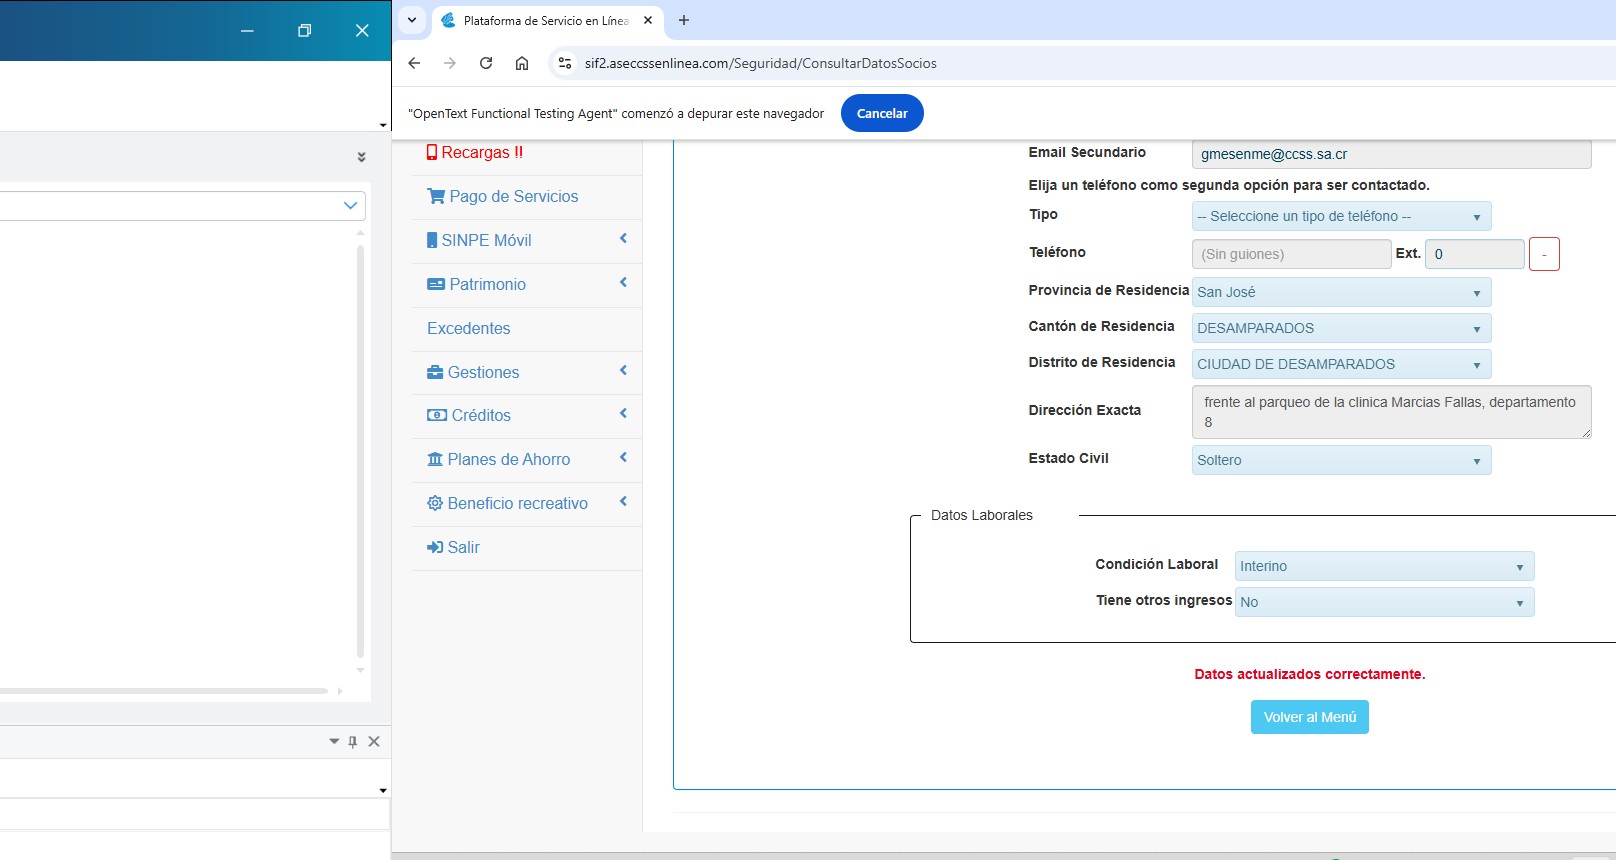 Plataforma de Servicio en Línea
sif2.aseccssenlinea.com/Seguridad/ConsultarDatosSocios
"OpenText Functional Testing Agent" comenzó a depurar este navegador
Cancelar
Recargas !!
Pago de Servicios
SINPE Móvil
Patrimonio
Excedentes
Gestiones
Créditos
Planes de Ahorro
Beneficio recreativo
Salir
Email Secundario gmesenme@ccss.sa.cr
Elija un teléfono como segunda opción para ser contactado.
Tipo -- Seleccione un tipo de teléfono --
Teléfono (Sin guiones) Ext. 0 -
Provincia de Residencia San José
Cantón de Residencia DESAMPARADOS
Distrito de Residencia CIUDAD DE DESAMPARADOS
Dirección Exacta frente al parqueo de la clinica Marcias Fallas, departamento
8
Estado Civil Soltero
Datos Laborales
Condición Laboral Interino
Tiene otros ingresos No
Datos actualizados correctamente.
Volver al Menú